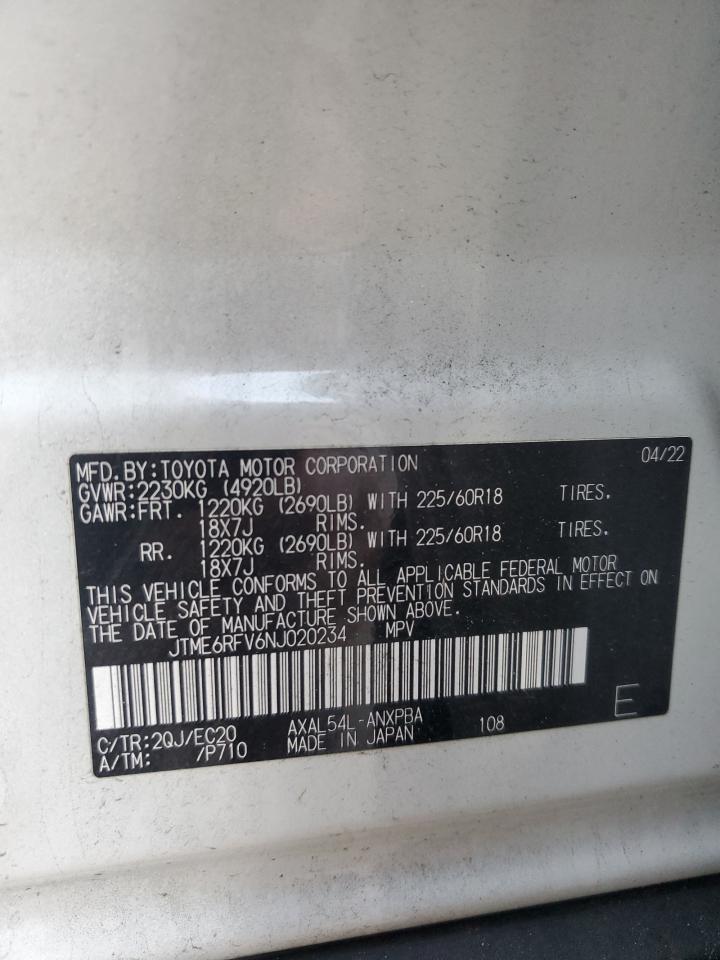 MFD.BY:TOYOTA MOTOR CORPORATION 04/22
GVWR:2230KG (4920LB)
GAWR:FRT. 1220KG (2690LB) WITH 225/60R18 TIRES.
18X7J RIMS.
RR. 1220KG (2690LB) WITH 225/60R18 TIRES.
18X7J RIMS.
THIS VEHICLE CONFORMS TO ALL APPLICABLE FEDERAL MOTOR
VEHICLE SAFETY AND THEFT PREVENTION STANDARDS IN EFFECT ON
THE DATE OF MANUFACTURE SHOWN ABOVE.
JTME6RFV6NJ020234 MPV
C/TR:2QJ/EC20 AXAL54L-ANXPBA 108 E
A/TM: /P710 MADE IN JAPAN